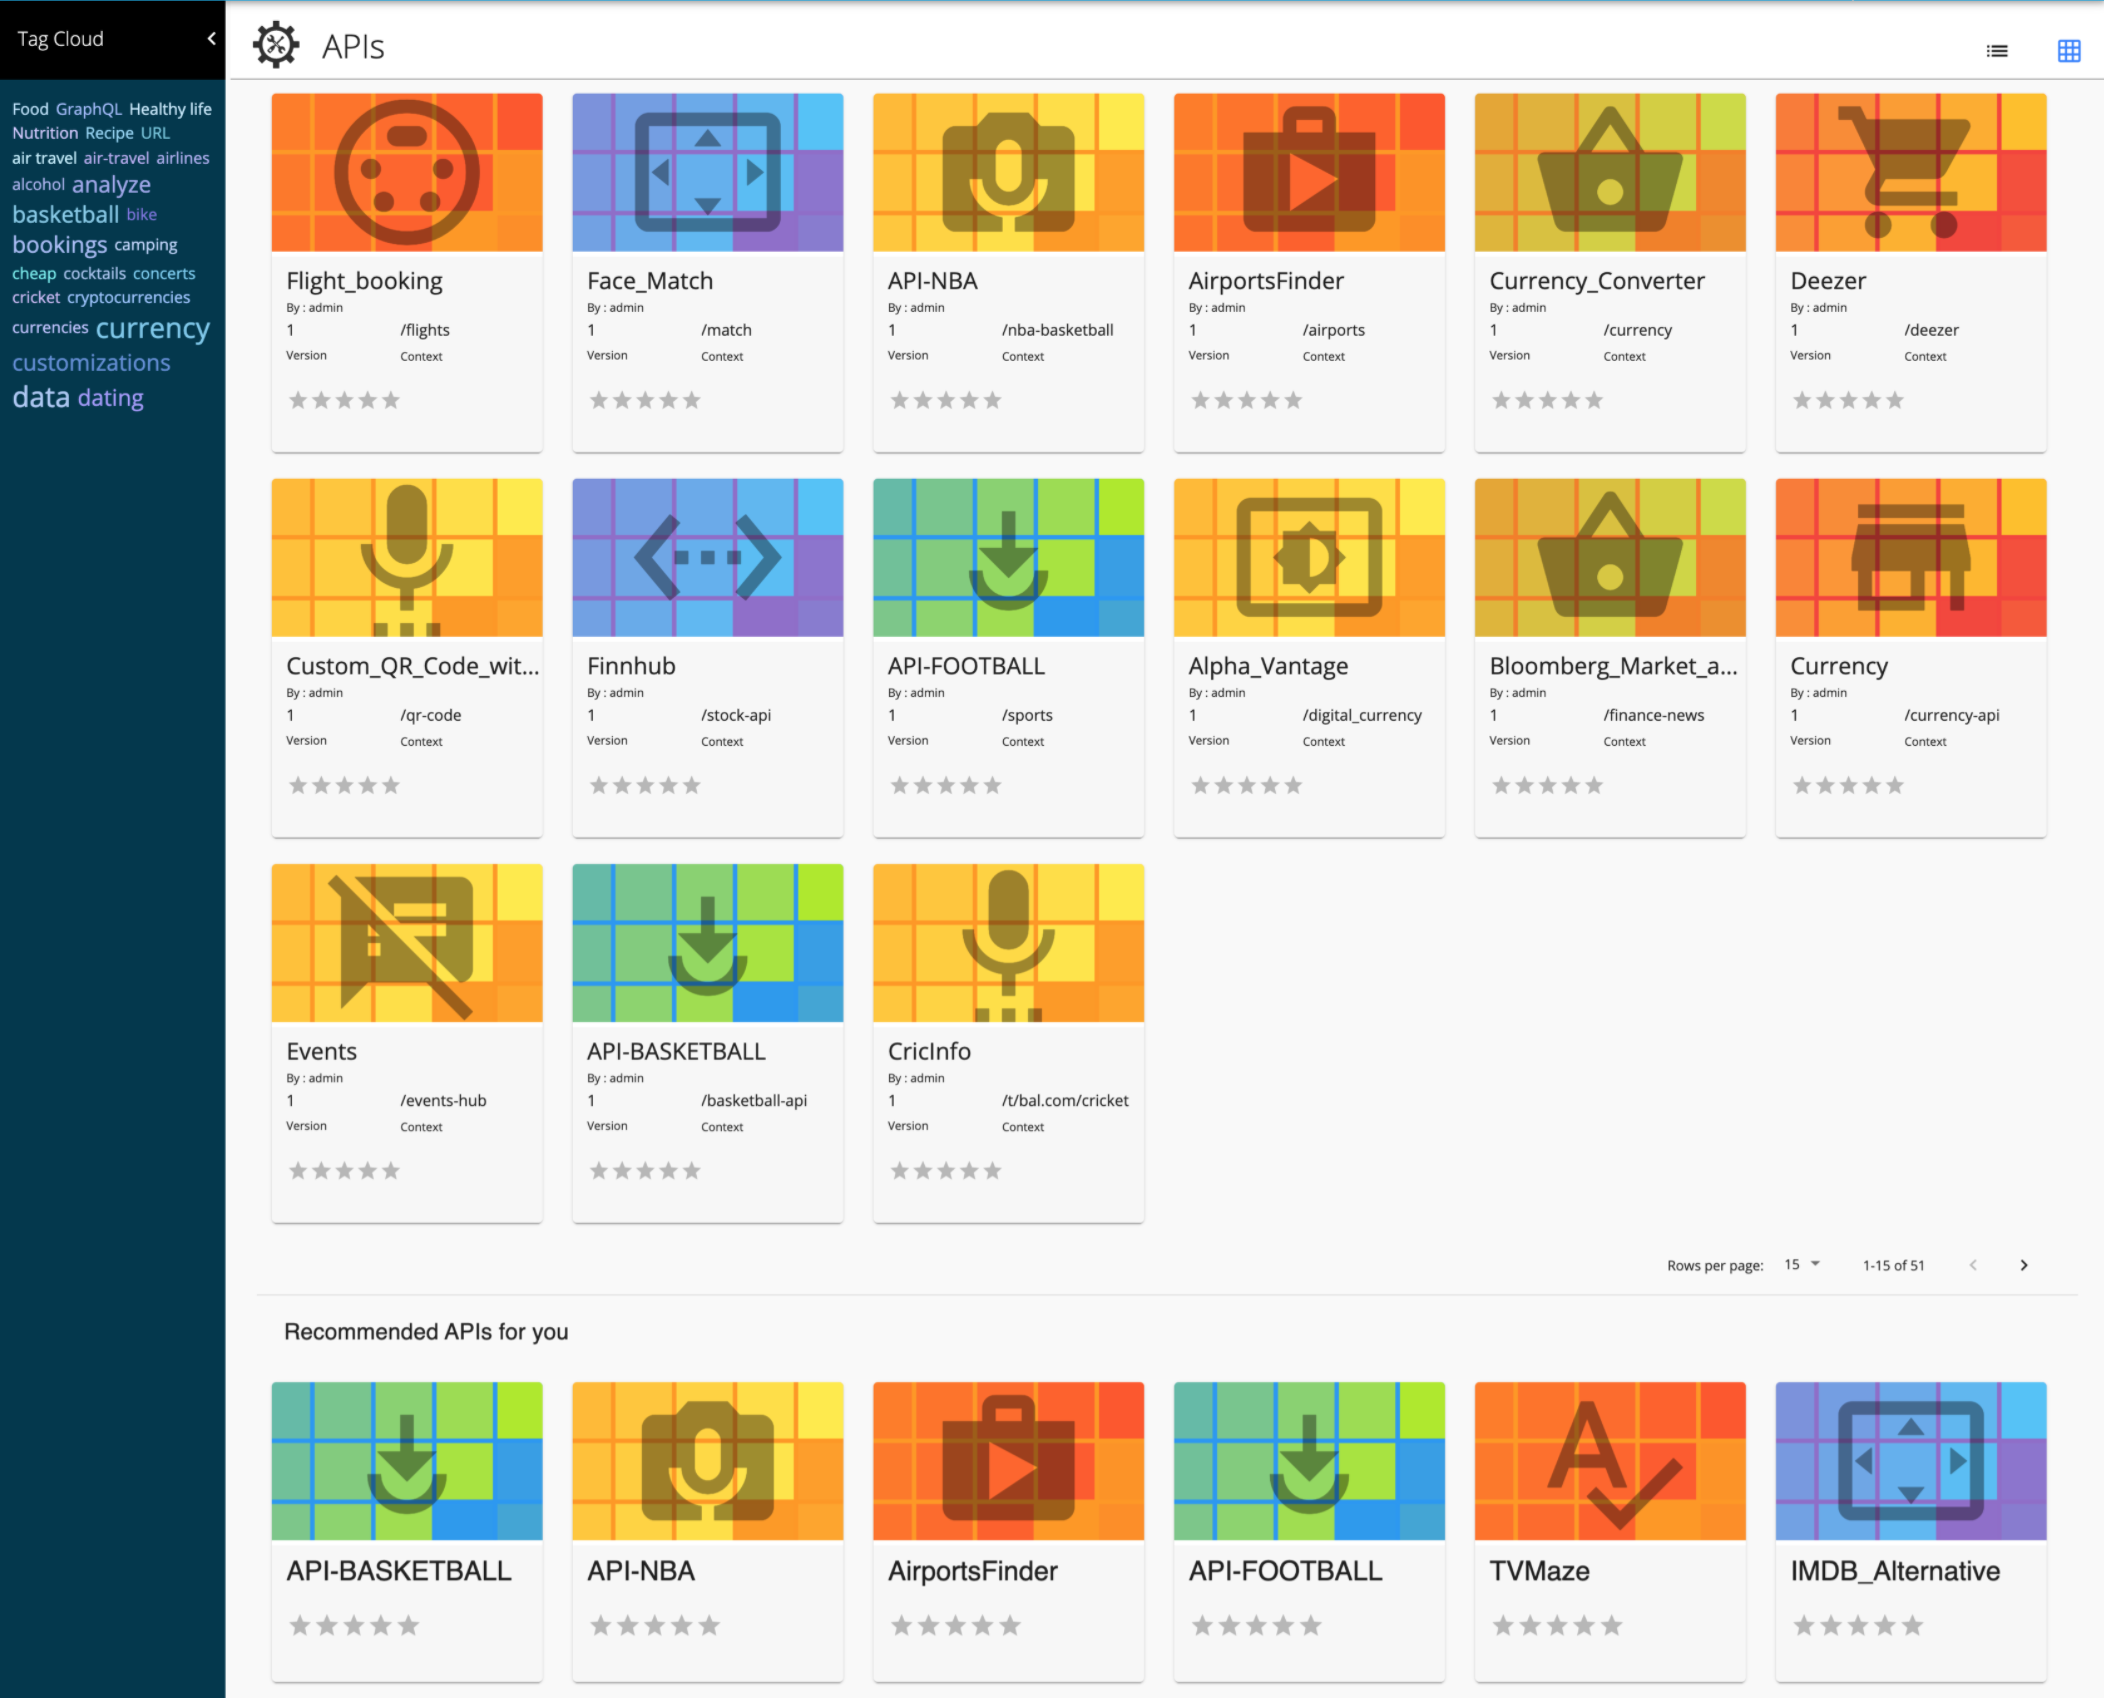 Tag Cloud
APIs
Food GraphQL Healthy life
Nutrition Recipe URL
air travel air-travel airlines
alcohol analyze
basketball bike
bookings camping
cheap cocktails concerts
cricket cryptocurrencies
currencies currency
customizations
data dating
Flight_booking
By : admin
1 /flights
Version Context
Face_Match
By : admin
1 /match
Version Context
API-NBA
By : admin
1 /nba-basketball
Version Context
AirportsFinder
By : admin
1 /airports
Version Context
Currency_Converter
By : admin
1 /currency
Version Context
Deezer
By : admin
1 /deezer
Version Context
Custom_QR_Code_wit...
By : admin
1 /qr-code
Version Context
Finnhub
By : admin
1 /stock-api
Version Context
API-FOOTBALL
By : admin
1 /sports
Version Context
Alpha_Vantage
By : admin
1 /digital_currency
Version Context
Bloomberg_Market_a...
By : admin
1 /finance-news
Version Context
Currency
By : admin
1 /currency-api
Version Context
Events
By : admin
1 /events-hub
Version Context
API-BASKETBALL
By : admin
1 /basketball-api
Version Context
CricInfo
By : admin
1 /t/bal.com/cricket
Version Context
Rows per page: 15 1-15 of 51
Recommended APIs for you
API-BASKETBALL
API-NBA
AirportsFinder
API-FOOTBALL
TVMaze
IMDB_Alternative